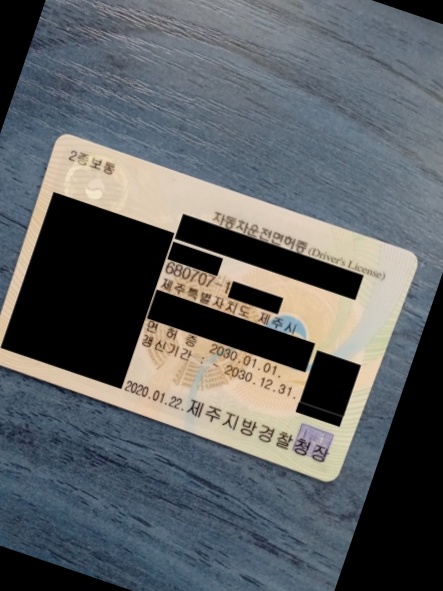 2종보통
자동차운전면허증 (Driver's License)
680707-1
제주특별자치도 제주시
면 허 증
갱신기간 : 2030.01.01.
~ 2030.12.31.
2020.01.22. 제주지방경찰청장